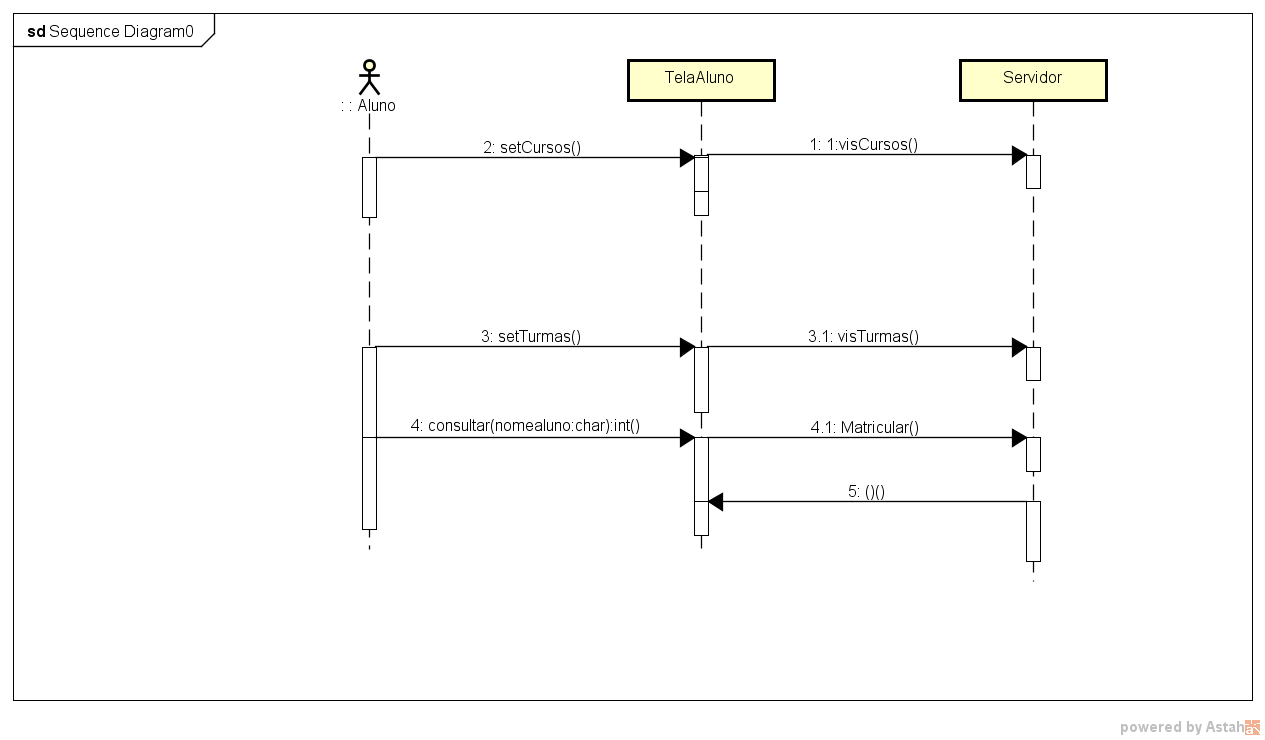 sd Sequence Diagram0
: : Aluno
TelaAluno
Servidor
2: setCursos()
1: 1:visCursos()
3: setTurmas()
3.1: visTurmas()
4: consultar(nomealuno:char):int()
4.1: Matricular()
5: ()()
powered by Astah